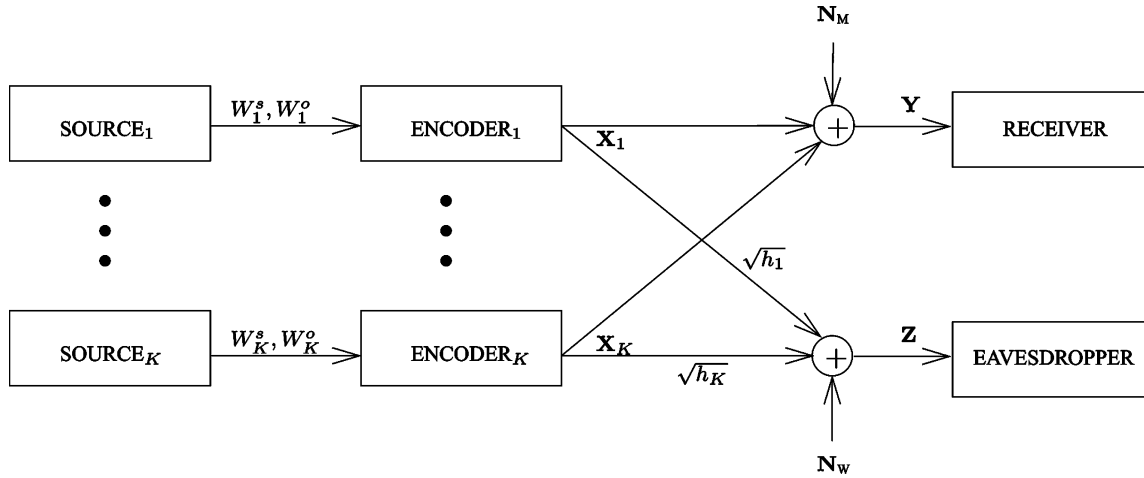 N_M
SOURCE_1
W_1^s, W_1^o
ENCODER_1
X_1
+
Y
RECEIVER
√h_1
SOURCE_K
W_K^s, W_K^o
ENCODER_K
X_K
√h_K
+
Z
EAVESDROPPER
N_W